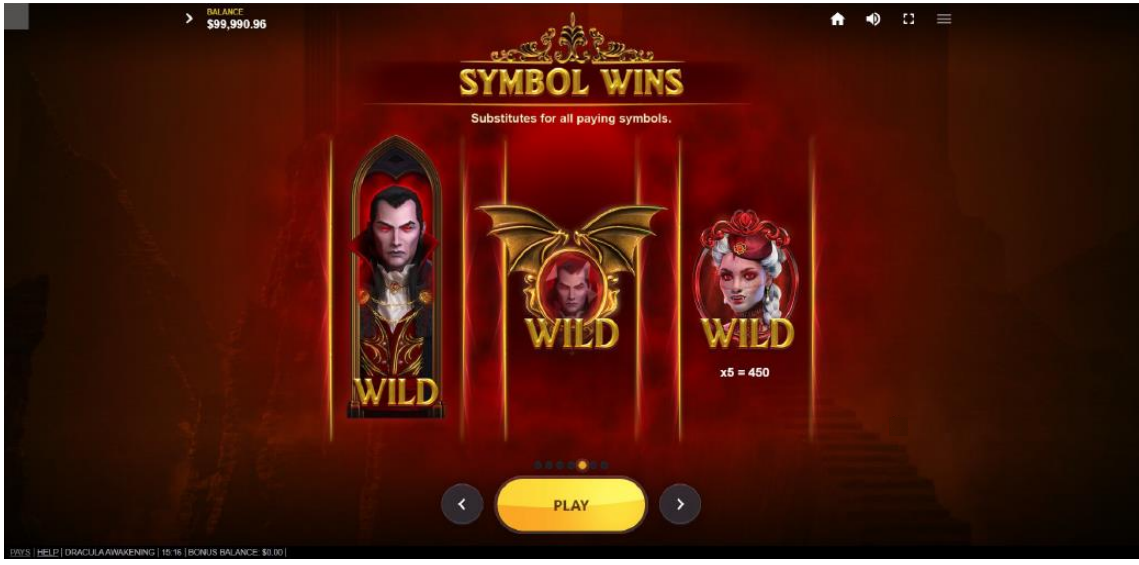 BALANCE
$99,990.96
SYMBOL WINS
Substitutes for all paying symbols.
WILD
WILD
WILD
x5 = 450
PLAY
PAYS | HELP | DRACULA AWAKENING | 15:16 | BONUS BALANCE: $0.00 |